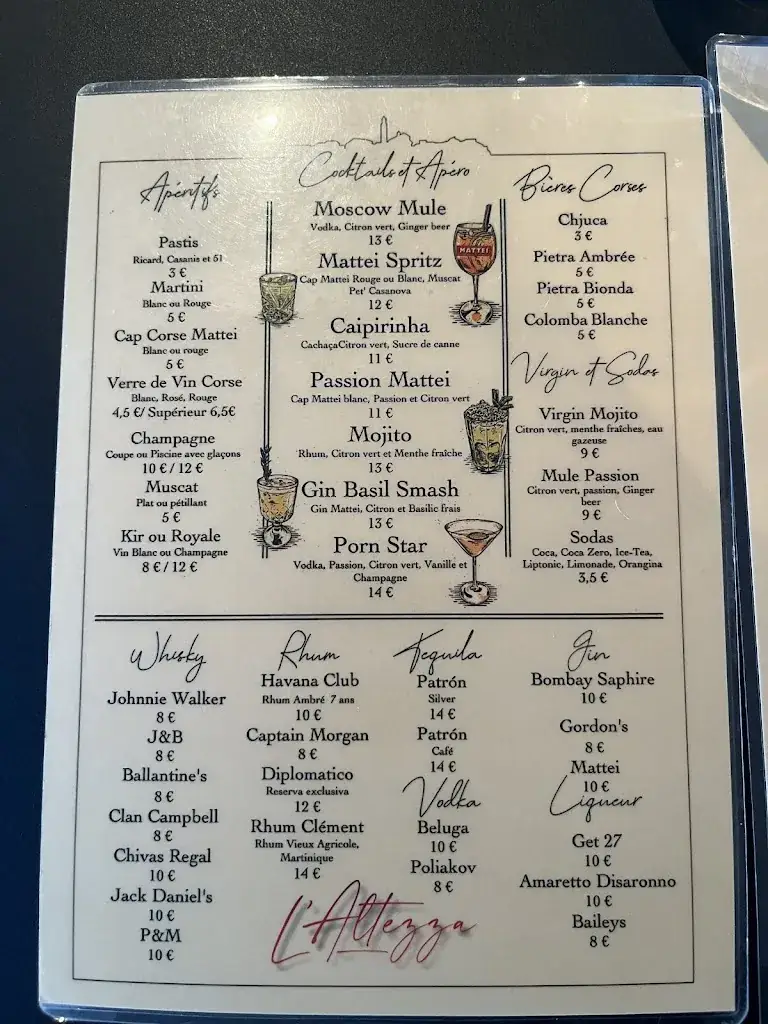 Apéritifs
Pastis
Ricard, Casanis et 51
3 €
Martini
Blanc ou Rouge
5 €
Cap Corse Mattei
Blanc ou rouge
5 €
Verre de Vin Corse
Blanc, Rosé, Rouge
4,5 €/ Supérieur 6,5€
Champagne
Coupe ou Piscine avec glaçons
10 € / 12 €
Muscat
Plat ou pétillant
5 €
Kir ou Royale
Vin Blanc ou Champagne
8 € / 12 €
Cocktails et Apéro
Moscow Mule
Vodka, Citron vert, Ginger beer
13 €
Mattei Spritz
Cap Mattei Rouge ou Blanc, Muscat
Pet' Casanova
12 €
Caipirinha
CachaçaCitron vert, Sucre de canne
11 €
Passion Mattei
Cap Mattei blanc, Passion et Citron vert
11 €
Mojito
Rhum, Citron vert et Menthe fraîche
13 €
Gin Basil Smash
Gin Mattei, Citron et Basilic frais
13 €
Porn Star
Vodka, Passion, Citron vert, Vanille et
Champagne
14 €
MATTEI
Bières Corses
Chjuca
3 €
Pietra Ambrée
5 €
Pietra Bionda
5 €
Colomba Blanche
5 €
Virgin et Sodas
Virgin Mojito
Citron vert, menthe fraîches, eau
gazeuse
9 €
Mule Passion
Citron vert, passion, Ginger
beer
9 €
Sodas
Coca, Coca Zero, Ice-Tea,
Liptonic, Limonade, Orangina
3,5 €
Whisky
Johnnie Walker
8 €
J&B
8 €
Ballantine's
8 €
Clan Campbell
8 €
Chivas Regal
10 €
Jack Daniel's
10 €
P&M
10 €
Rhum
Havana Club
Rhum Ambré 7 ans
10 €
Captain Morgan
8 €
Diplomatico
Reserva exclusiva
12 €
Rhum Clément
Rhum Vieux Agricole,
Martinique
14 €
Tequila
Patrón
Silver
14 €
Patrón
Café
14 €
Vodka
Beluga
10 €
Poliakov
8 €
Gin
Bombay Saphire
10 €
Gordon's
8 €
Mattei
10 €
Liqueur
Get 27
10 €
Amaretto Disaronno
10 €
Baileys
8 €
L'Altezza